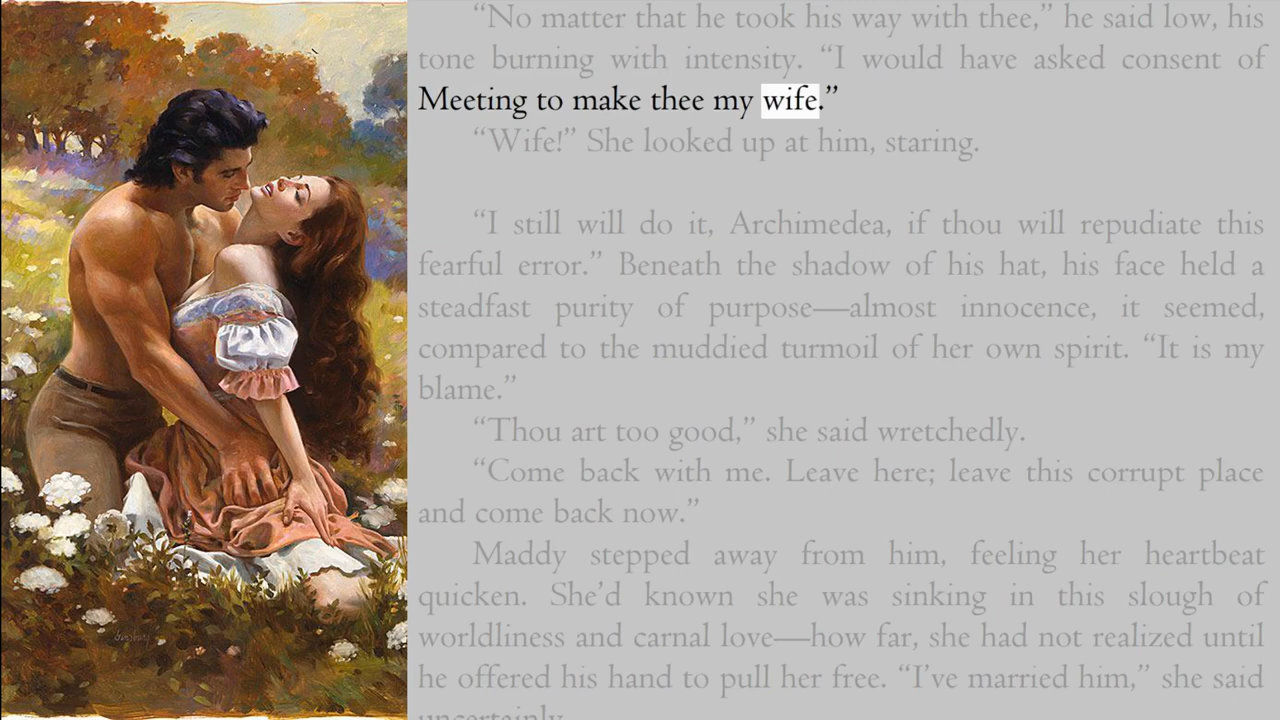 “No matter that he took his way with thee,” he said low, his
tone burning with intensity. “I would have asked consent of
Meeting to make thee my wife.”
“Wife!” She looked up at him, staring.
“I still will do it, Archimedea, if thou will repudiate this
fearful error.” Beneath the shadow of his hat, his face held a
steadfast purity of purpose—almost innocence, it seemed,
compared to the muddied turmoil of her own spirit. “It is my
blame.”
“Thou art too good,” she said wretchedly.
“Come back with me. Leave here; leave this corrupt place
and come back now.”
Maddy stepped away from him, feeling her heartbeat
quicken. She’d known she was sinking in this slough of
worldliness and carnal love—how far, she had not realized until
he offered his hand to pull her free. “I’ve married him,” she said
uncertainly.